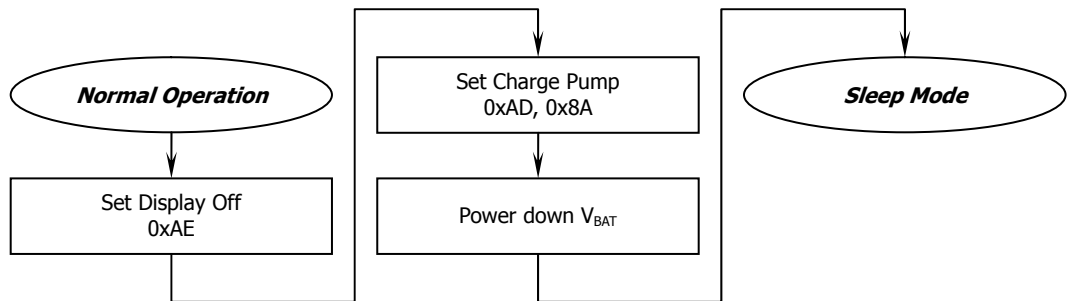 Normal Operation
Set Display Off
0xAE
Set Charge Pump
0xAD, 0x8A
Power down VBAT
Sleep Mode